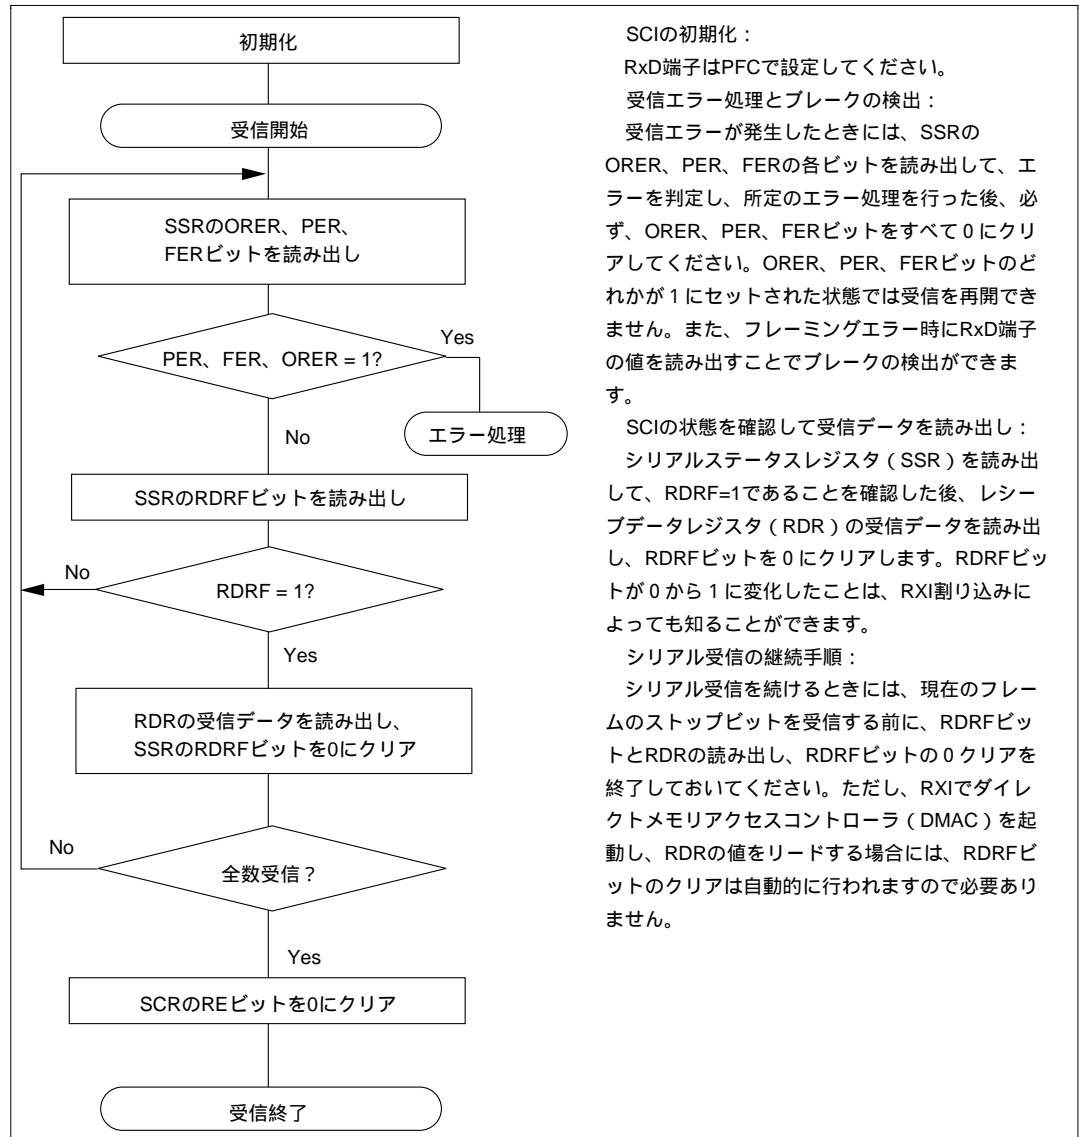 初期化
受信開始
SSRのORER、PER、
FERビットを読み出し
PER、FER、ORER = 1?
Yes
No
エラー処理
SSRのRDRFビットを読み出し
No
RDRF = 1?
Yes
RDRの受信データを読み出し、
SSRのRDRFビットを0にクリア
No
全数受信？
Yes
SCRのREビットを0にクリア
受信終了
SCIの初期化：
RxD端子はPFCで設定してください。
受信エラー処理とブレークの検出：
受信エラーが発生したときには、SSRの
ORER、PER、FERの各ビットを読み出して、エ
ラーを判定し、所定のエラー処理を行った後、必
ず、ORER、PER、FERビットをすべて０にクリ
アしてください。ORER、PER、FERビットのど
れかが１にセットされた状態では受信を再開でき
ません。また、フレーミングエラー時にRxD端子
の値を読み出すことでブレークの検出ができま
す。
SCIの状態を確認して受信データを読み出し：
シリアルステータスレジスタ（SSR）を読み出
して、RDRF=1であることを確認した後、レシー
ブデータレジスタ（RDR）の受信データを読み出
し、RDRFビットを０にクリアします。RDRFビッ
トが０から１に変化したことは、RXI割り込みに
よっても知ることができます。
シリアル受信の継続手順：
シリアル受信を続けるときには、現在のフレー
ムのストップビットを受信する前に、RDRFビッ
トとRDRの読み出し、RDRFビットの０クリアを
終了しておいてください。ただし、RXIでダイレ
クトメモリアクセスコントローラ（DMAC）を起
動し、RDRの値をリードする場合には、RDRFビ
ットのクリアは自動的に行われますので必要あり
ません。